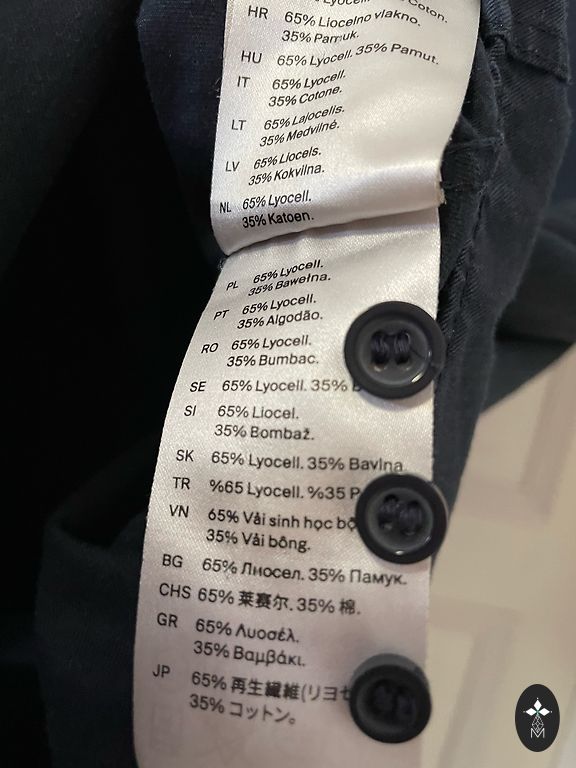 65% Lyocell
Coton.
HR 65% Liocelno vlakno.
35% Pamuk.
HU 65% Lyocell. 35% Pamut.
IT 65% Lyocell.
35% Cotone.
LT 65% Lajocells.
35% Medvilnė.
LV 65% Liocels.
35% Kokvilna.
NL 65% Lyocell.
35% Katoen.
PL 65% Lyocell.
35% Bawełna.
PT 65% Lyocell.
35% Algodão.
RO 65% Lyocell.
35% Bumbac.
SE 65% Lyocell. 35%
SI 65% Liocel.
35% Bombaž.
SK 65% Lyocell. 35% Bavlna
TR %65 Lyocell. %35 P
VN 65% Vải sinh học
35% Vải bông.
BG 65% Лиосел. 35% Памук.
CHS 65% 莱赛尔. 35% 棉.
GR 65% Λυοσέλ.
35% Βαμβάκι.
JP 65% 再生繊維(リヨセ
35% コットン。
M